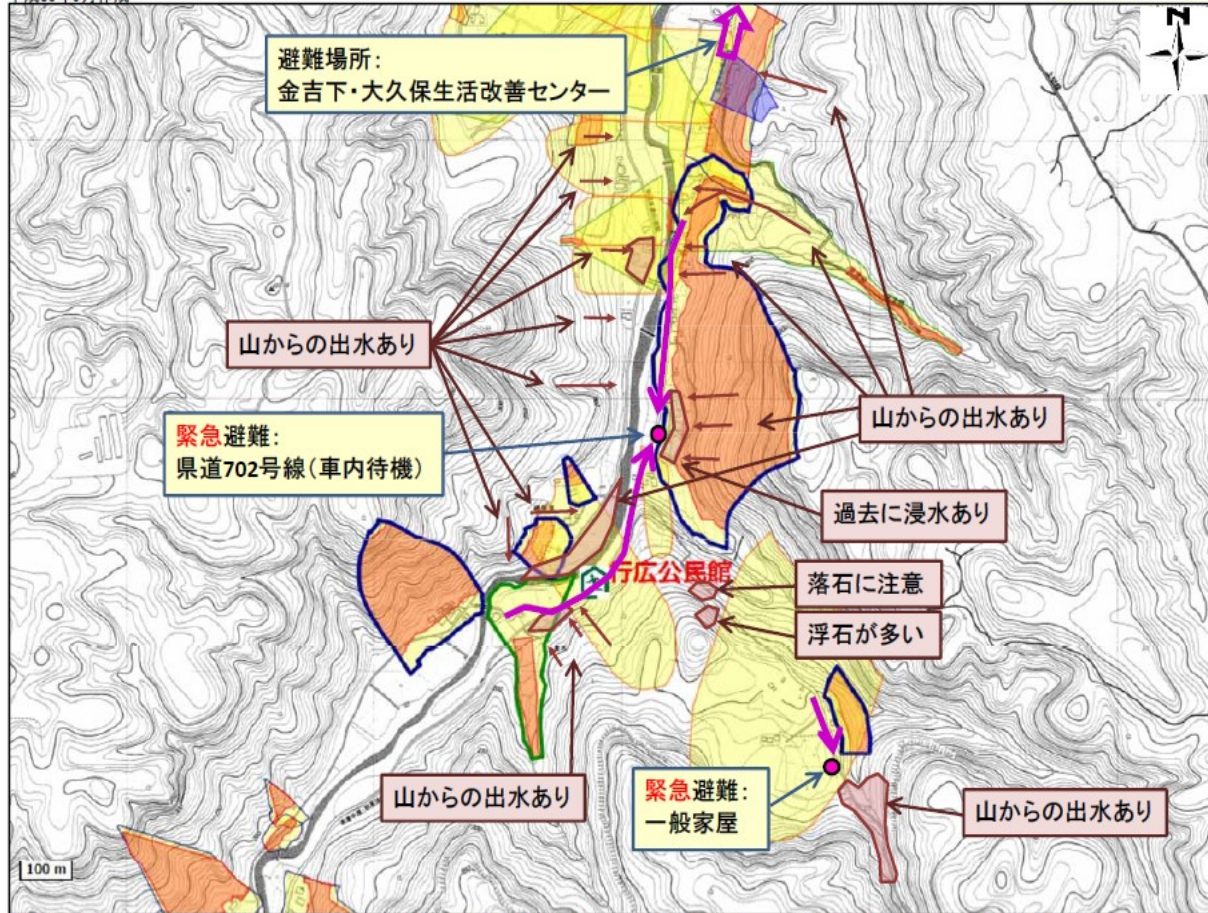 N
避難場所：
金吉下・大久保生活改善センター
山からの出水あり
緊急避難：
県道702号線（車内待機）
山からの出水あり
過去に浸水あり
行広公民館
落石に注意
浮石が多い
山からの出水あり
緊急避難：
一般家屋
山からの出水あり
100 m